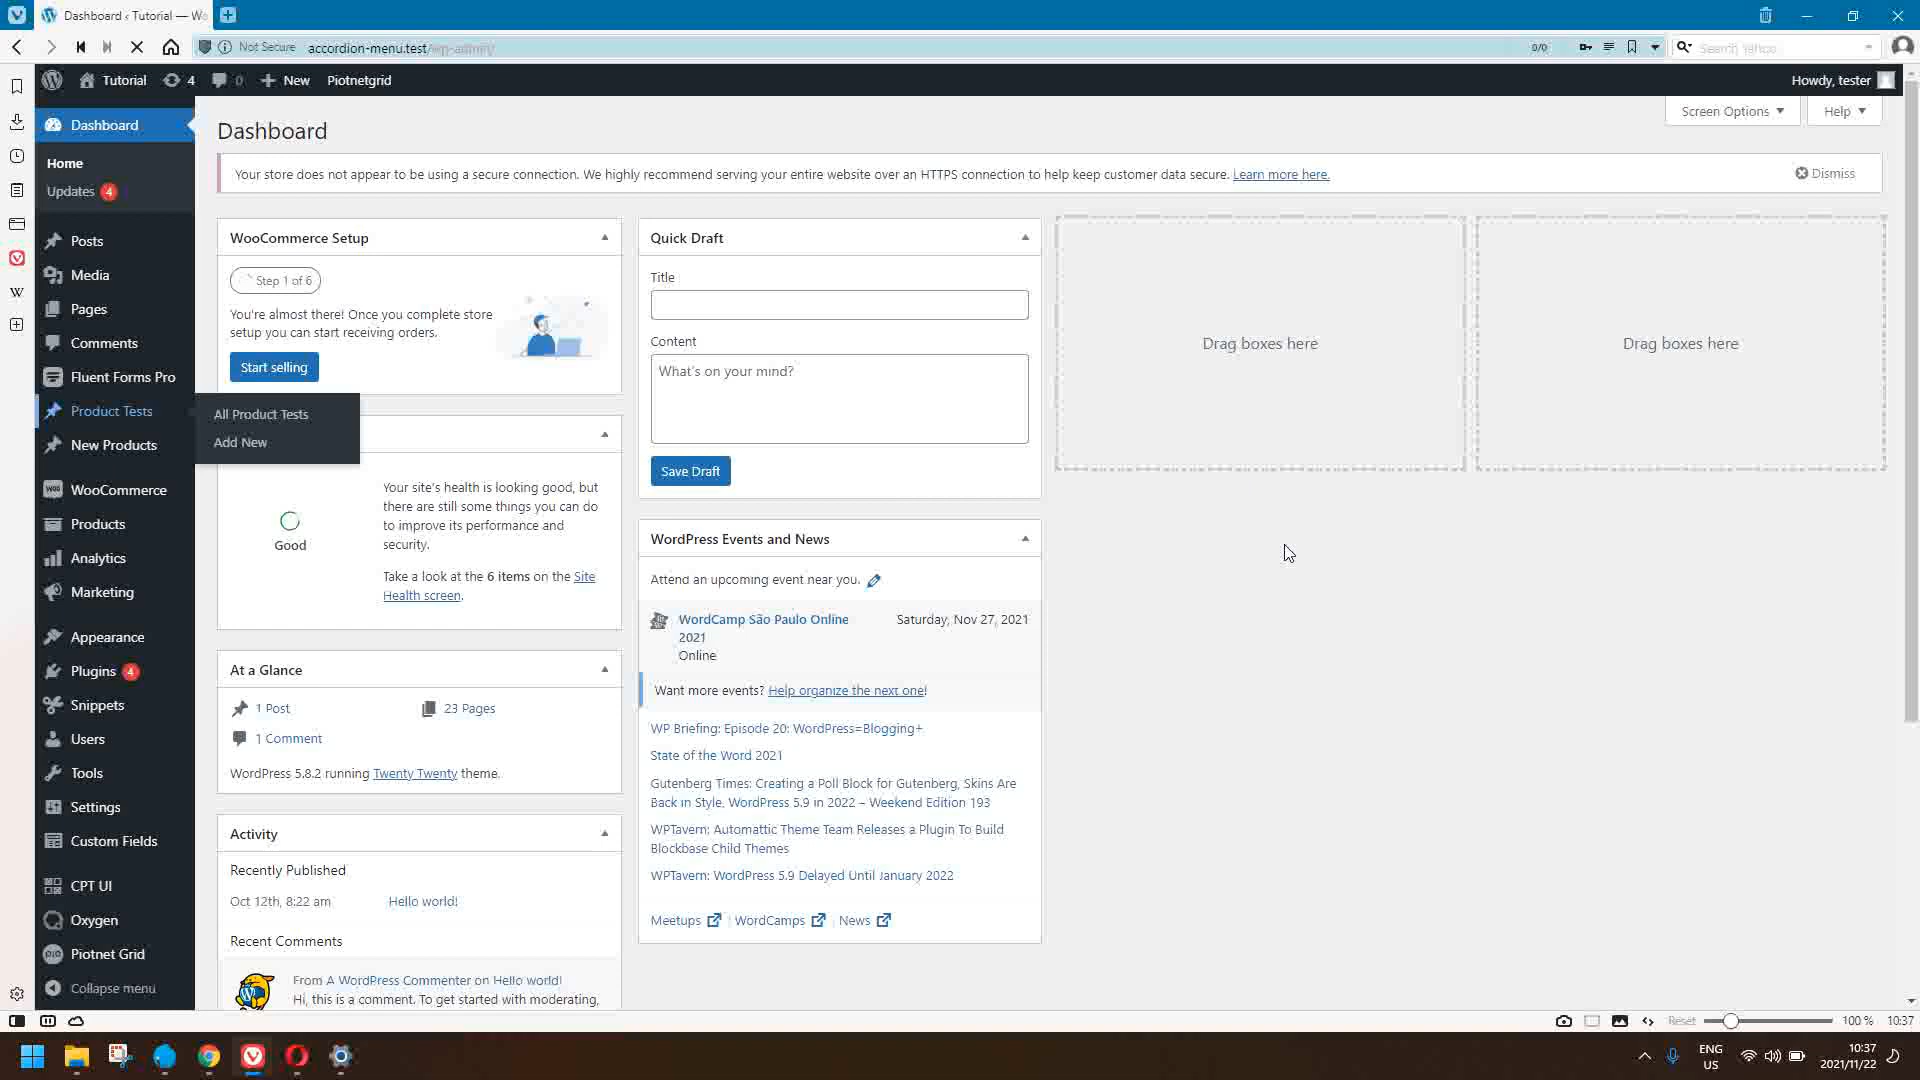 Dashboard ‹ Tutorial — Wo
Not Secure accordion-menu.test/wp-admin/
0/0
Search Yahoo
Tutorial 4 0 New Piotnetgrid
Howdy, tester
Screen Options
Help
Dashboard
Home
Updates 4
Posts
Media
Pages
Comments
Fluent Forms Pro
Product Tests
All Product Tests
Add New
New Products
WooCommerce
Products
Analytics
Marketing
Appearance
Plugins 4
Snippets
Users
Tools
Settings
Custom Fields
CPT UI
Oxygen
Piotnet Grid
Collapse menu
Dashboard
Your store does not appear to be using a secure connection. We highly recommend serving your entire website over an HTTPS connection to help keep customer data secure. Learn more here.
Dismiss
WooCommerce Setup
Step 1 of 6
You're almost there! Once you complete store
setup you can start receiving orders.
Start selling
Good
Your site's health is looking good, but
there are still some things you can do
to improve its performance and
security.
Take a look at the 6 items on the Site
Health screen.
At a Glance
1 Post
23 Pages
1 Comment
WordPress 5.8.2 running Twenty Twenty theme.
Activity
Recently Published
Oct 12th, 8:22 am
Hello world!
Recent Comments
From A WordPress Commenter on Hello world!
Hi, this is a comment. To get started with moderating,
Quick Draft
Title
Content
What's on your mind?
Save Draft
WordPress Events and News
Attend an upcoming event near you.
WordCamp São Paulo Online
2021
Saturday, Nov 27, 2021
Online
Want more events? Help organize the next one!
WP Briefing: Episode 20: WordPress=Blogging+
State of the Word 2021
Gutenberg Times: Creating a Poll Block for Gutenberg, Skins Are
Back in Style, WordPress 5.9 in 2022 – Weekend Edition 193
WPTavern: Automattic Theme Team Releases a Plugin To Build
Blockbase Child Themes
WPTavern: WordPress 5.9 Delayed Until January 2022
Meetups | WordCamps | News
Drag boxes here
Drag boxes here
Reset 100 % 10:37
ENG
US
10:37
2021/11/22